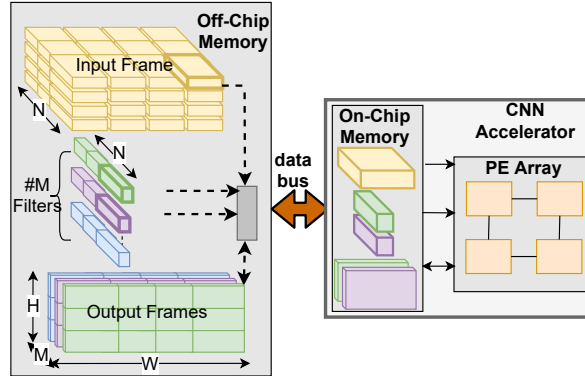 Off-Chip
Memory
Input Frame
N
N
#M
Filters
H
Output Frames
M
W
data
bus
On-Chip
Memory
CNN
Accelerator
PE Array